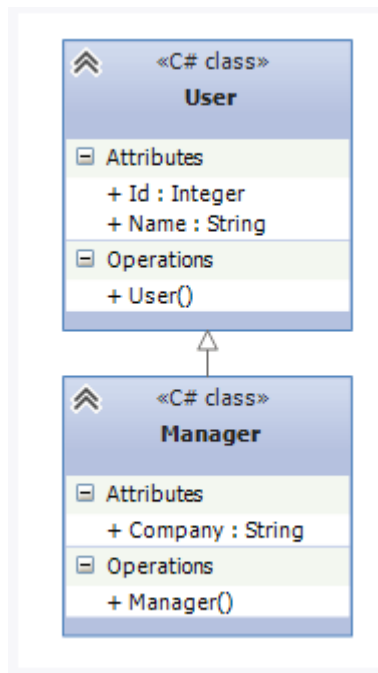 «C# class»
User
Attributes
+ Id : Integer
+ Name : String
Operations
+ User()
«C# class»
Manager
Attributes
+ Company : String
Operations
+ Manager()